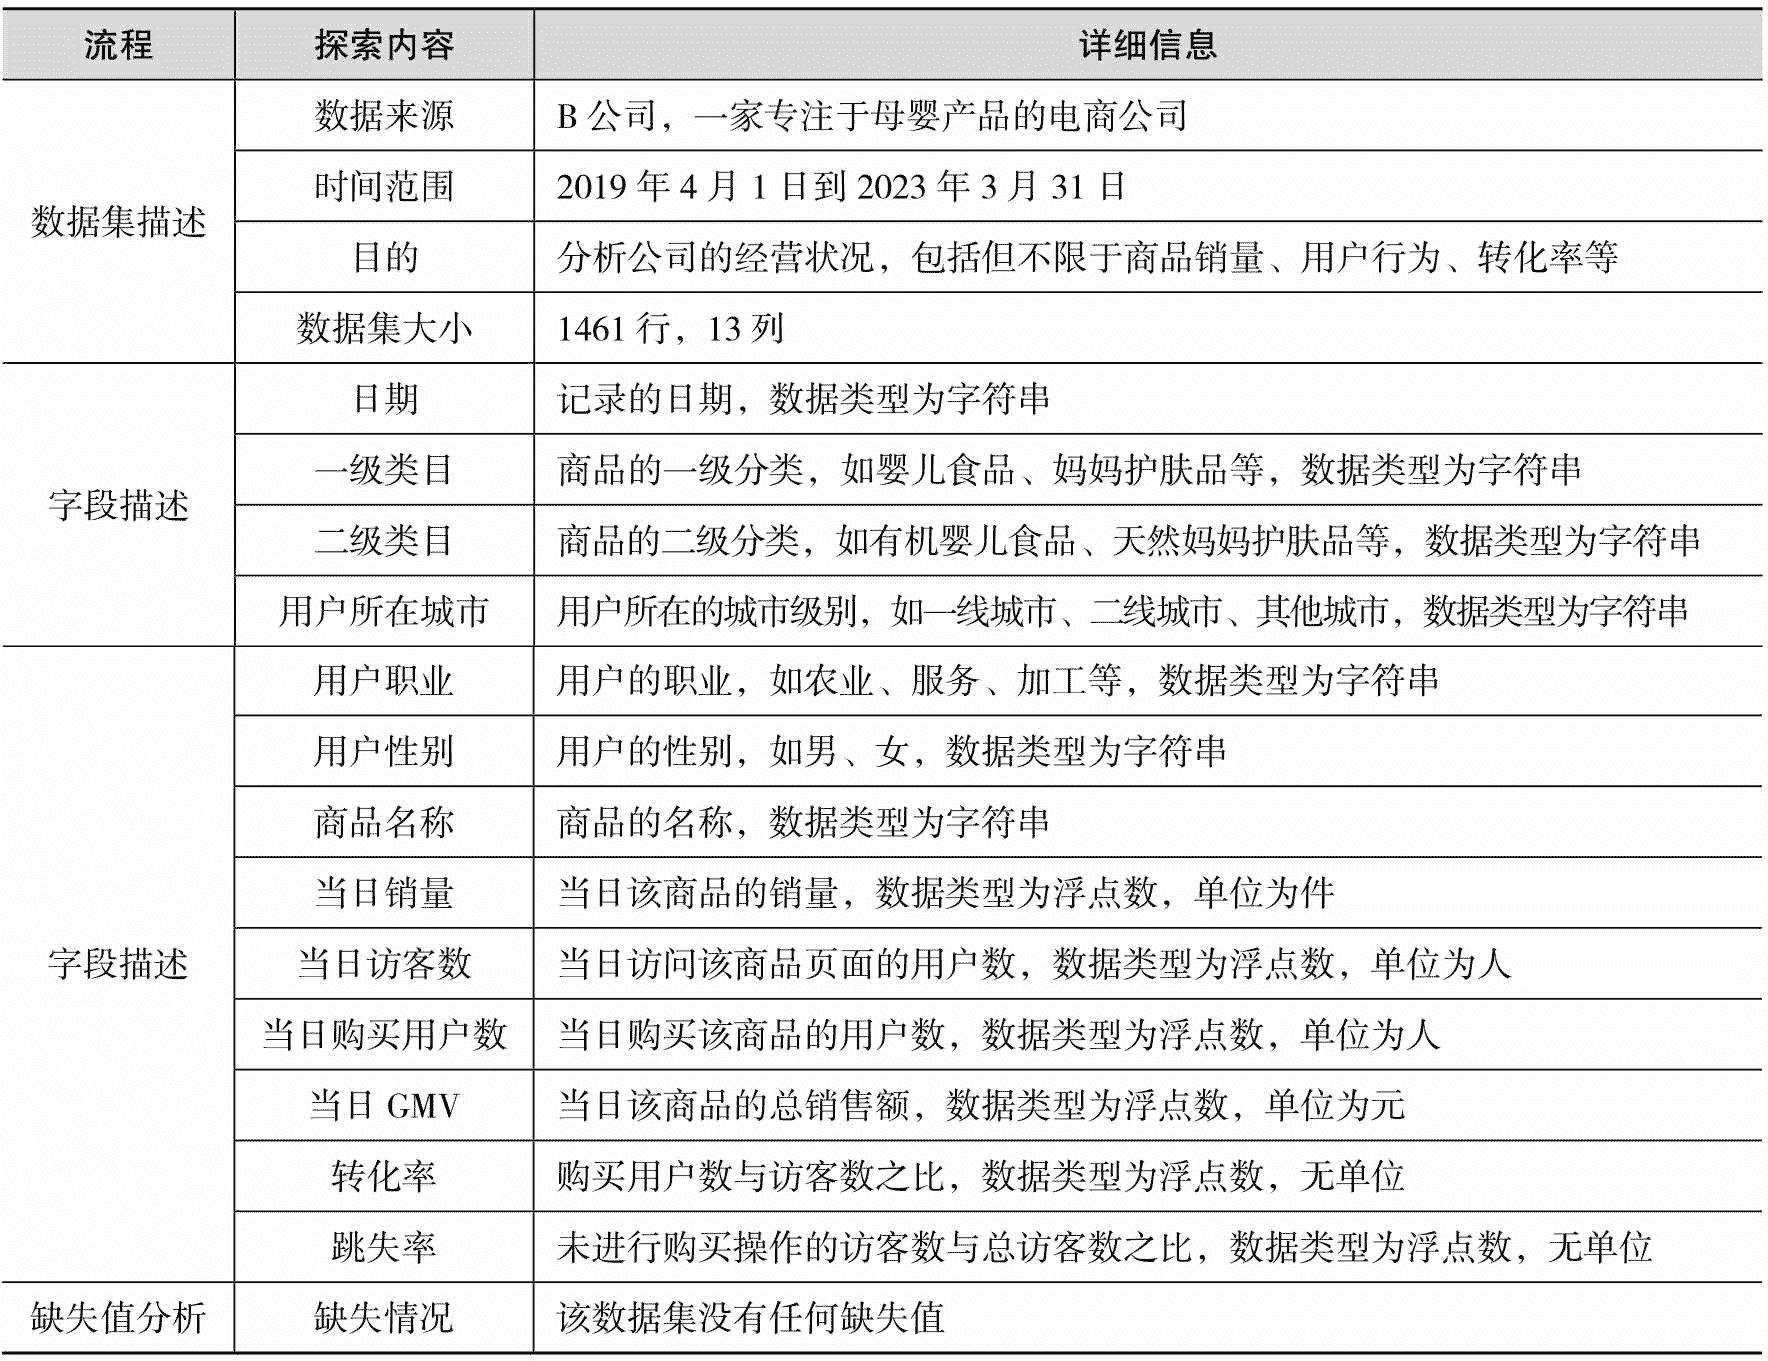 流程 探索内容 详细信息
数据集描述
数据来源 B 公司，一家专注于母婴产品的电商公司
时间范围 2019 年 4 月 1 日到 2023 年 3 月 31 日
目的 分析公司的经营状况，包括但不限于商品销量、用户行为、转化率等
数据集大小 1461 行，13 列
字段描述
日期 记录的日期，数据类型为字符串
一级类目 商品的一级分类，如婴儿食品、妈妈护肤品等，数据类型为字符串
二级类目 商品的二级分类，如有机婴儿食品、天然妈妈护肤品等，数据类型为字符串
用户所在城市 用户所在的城市级别，如一线城市、二线城市、其他城市，数据类型为字符串
字段描述
用户职业 用户的职业，如农业、服务、加工等，数据类型为字符串
用户性别 用户的性别，如男、女，数据类型为字符串
商品名称 商品的名称，数据类型为字符串
当日销量 当日该商品的销量，数据类型为浮点数，单位为件
当日访客数 当日访问该商品页面的用户数，数据类型为浮点数，单位为人
当日购买用户数 当日购买该商品的用户数，数据类型为浮点数，单位为人
当日 GMV 当日该商品的总销售额，数据类型为浮点数，单位为元
转化率 购买用户数与访客数之比，数据类型为浮点数，无单位
跳失率 未进行购买操作的访客数与总访客数之比，数据类型为浮点数，无单位
缺失值分析 缺失情况 该数据集没有任何缺失值